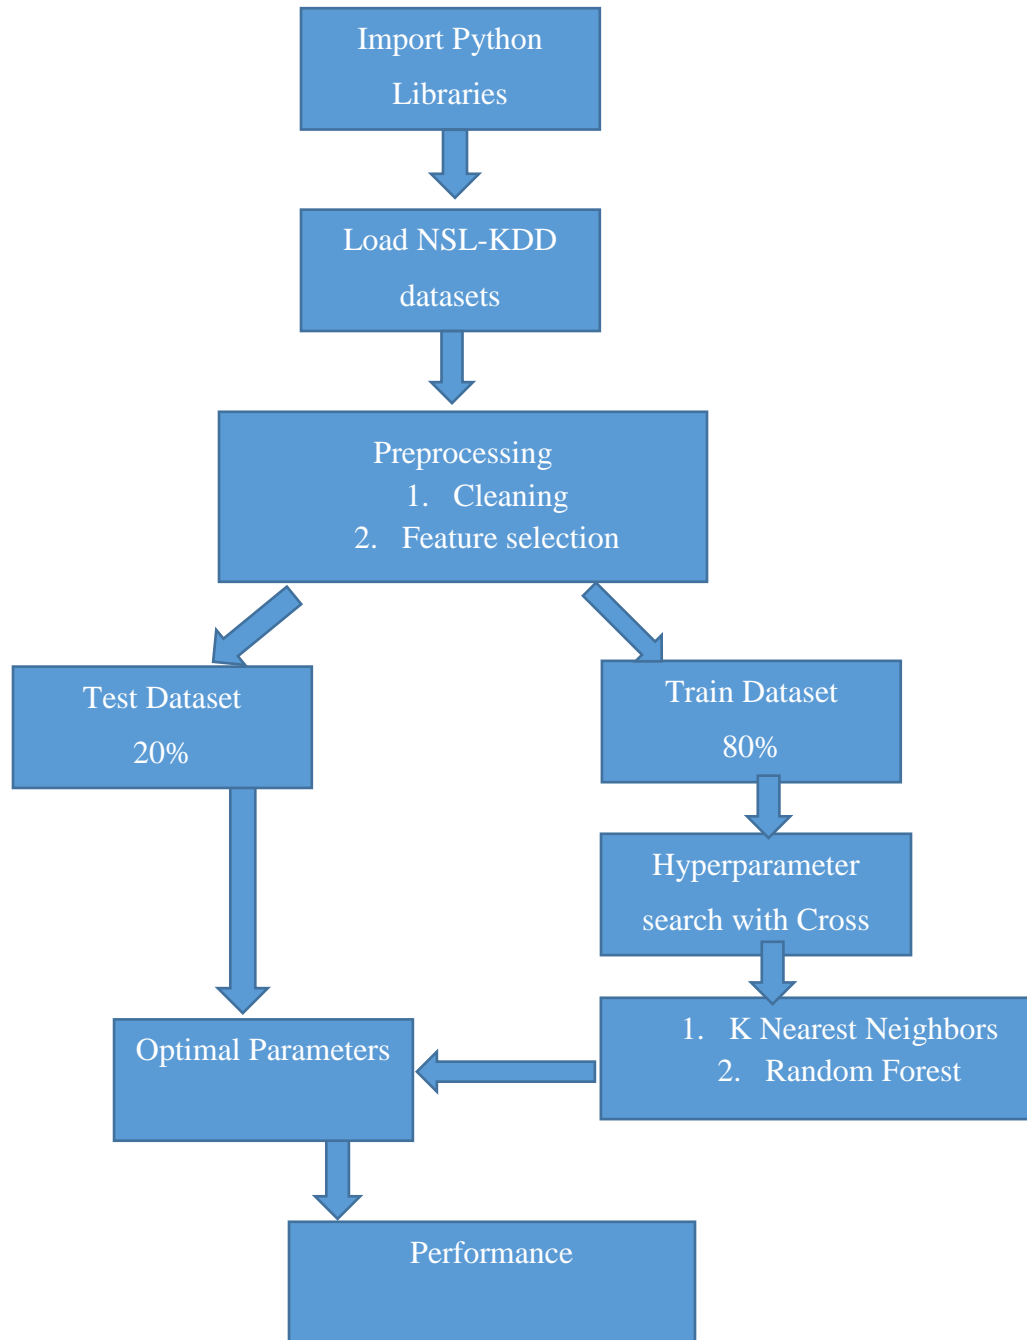 Import Python
Libraries
Load NSL-KDD
datasets
Preprocessing
1. Cleaning
2. Feature selection
Test Dataset
20%
Train Dataset
80%
Hyperparameter
search with Cross
1. K Nearest Neighbors
2. Random Forest
Optimal Parameters
Performance